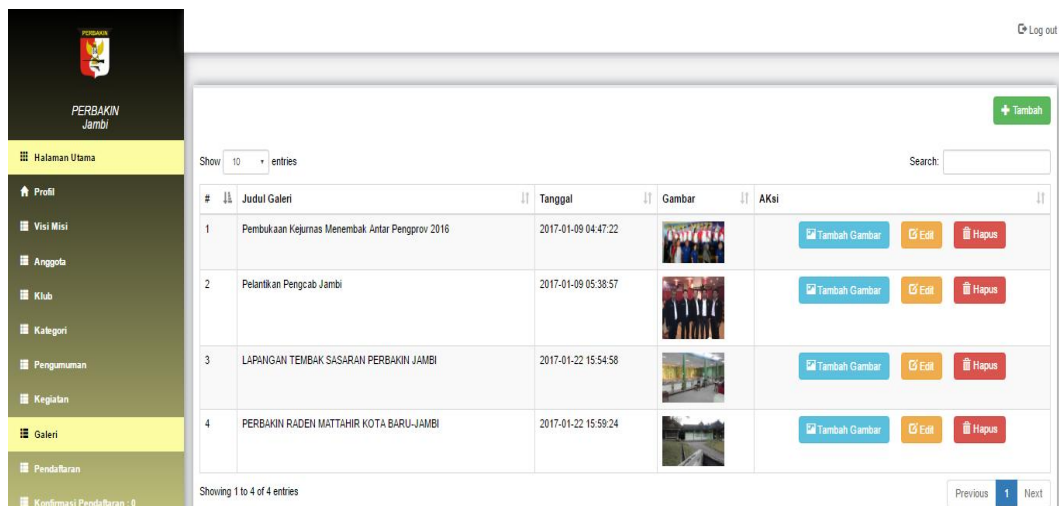 PERBAKIN
Log out
PERBAKIN
Jambi
Tambah
Halaman Utama
Show 10 entries
Search:
Profil
# Judul Galeri Tanggal Gambar AKsi
Visi Misi
1 Pembukaan Kejurnas Menembak Antar Pengprov 2016 2017-01-09 04:47:22 Tambah Gambar Edit Hapus
Anggota
2 Pelantikan Pengcab Jambi 2017-01-09 05:38:57 Tambah Gambar Edit Hapus
Klub
Kategori
3 LAPANGAN TEMBAK SASARAN PERBAKIN JAMBI 2017-01-22 15:54:58 Tambah Gambar Edit Hapus
Pengumuman
Kegiatan
4 PERBAKIN RADEN MATTAHIR KOTA BARU-JAMBI 2017-01-22 15:59:24 Tambah Gambar Edit Hapus
Galeri
Pendaftaran
Showing 1 to 4 of 4 entries
Previous 1 Next
Konfirmasi Pendaftaran : 0